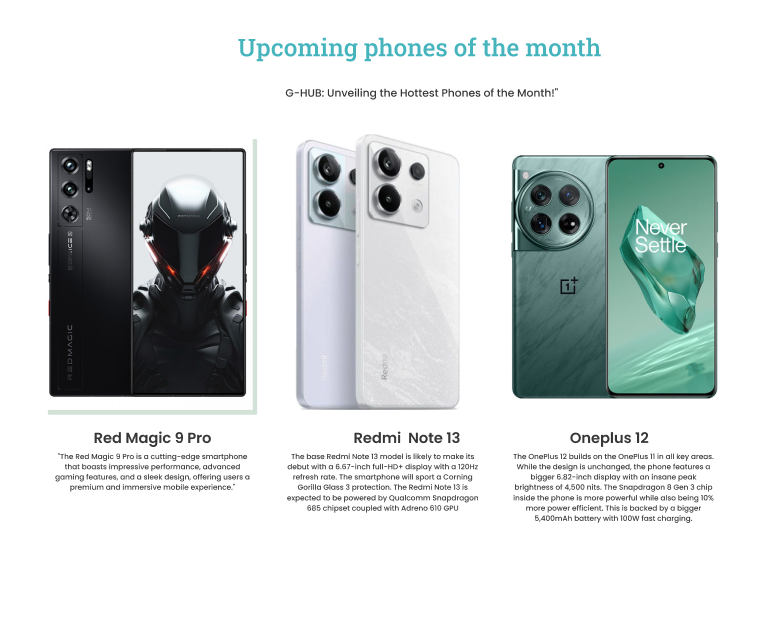 Upcoming phones of the month
G-HUB: Unveiling the Hottest Phones of the Month!"
REDMAGIC
Redmi
Redmi
Never
Settle
Red Magic 9 Pro
"The Red Magic 9 Pro is a cutting-edge smartphone
that boasts impressive performance, advanced
gaming features, and a sleek design, offering users a
premium and immersive mobile experience."
Redmi Note 13
The base Redmi Note 13 model is likely to make its
debut with a 6.67-inch full-HD+ display with a 120Hz
refresh rate. The smartphone will sport a Corning
Gorilla Glass 3 protection. The Redmi Note 13 is
expected to be powered by Qualcomm Snapdragon
685 chipset coupled with Adreno 610 GPU
Oneplus 12
The OnePlus 12 builds on the OnePlus 11 in all key areas.
While the design is unchanged, the phone features a
bigger 6.82-inch display with an insane peak
brightness of 4,500 nits. The Snapdragon 8 Gen 3 chip
inside the phone is more powerful while also being 10%
more power efficient. This is backed by a bigger
5,400mAh battery with 100W fast charging.